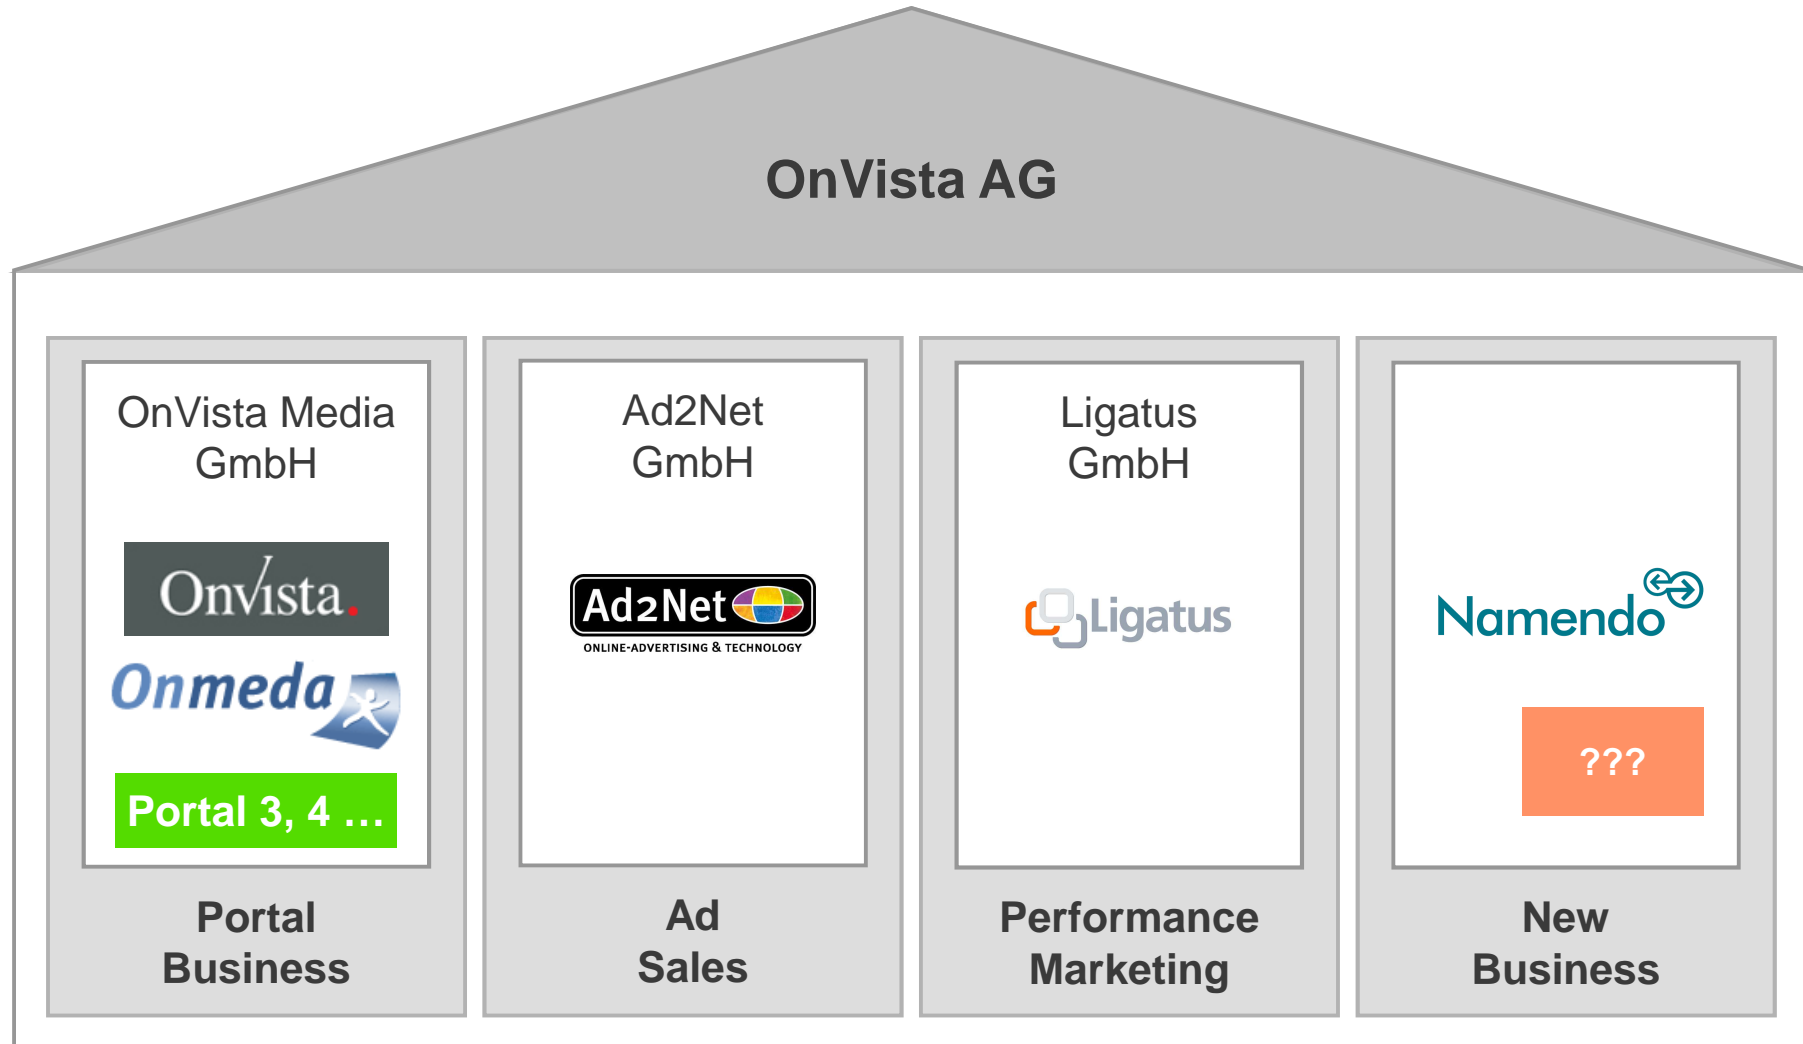 OnVista AG
OnVista Media
GmbH
Onvista.
Onmeda
Portal 3, 4 …
Portal
Business
Ad2Net
GmbH
Ad2Net
ONLINE-ADVERTISING & TECHNOLOGY
Ad
Sales
Ligatus
GmbH
Ligatus
Performance
Marketing
Namendo
???
New
Business